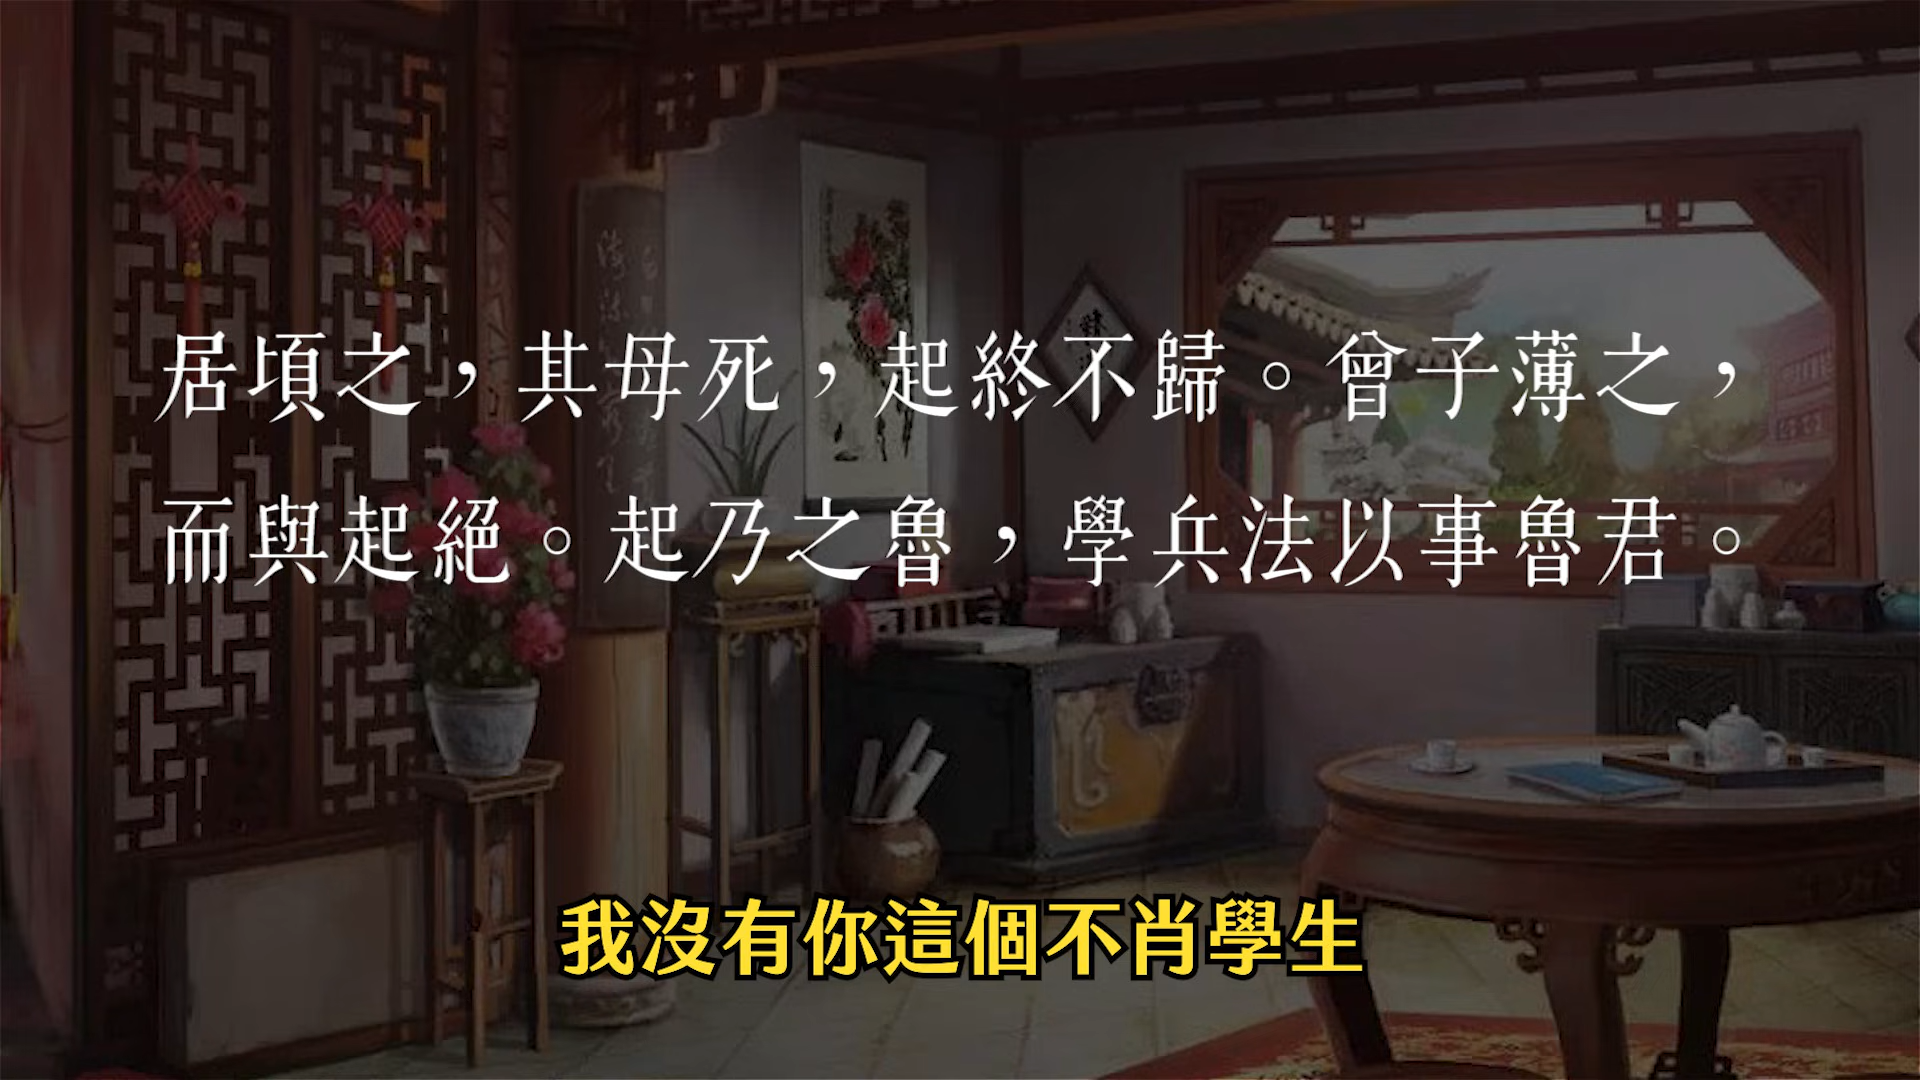 居頃之，其母死，起終不歸。曾子薄之，
而與起絕。起乃之魯，學兵法以事魯君。
我沒有你這個不肖學生